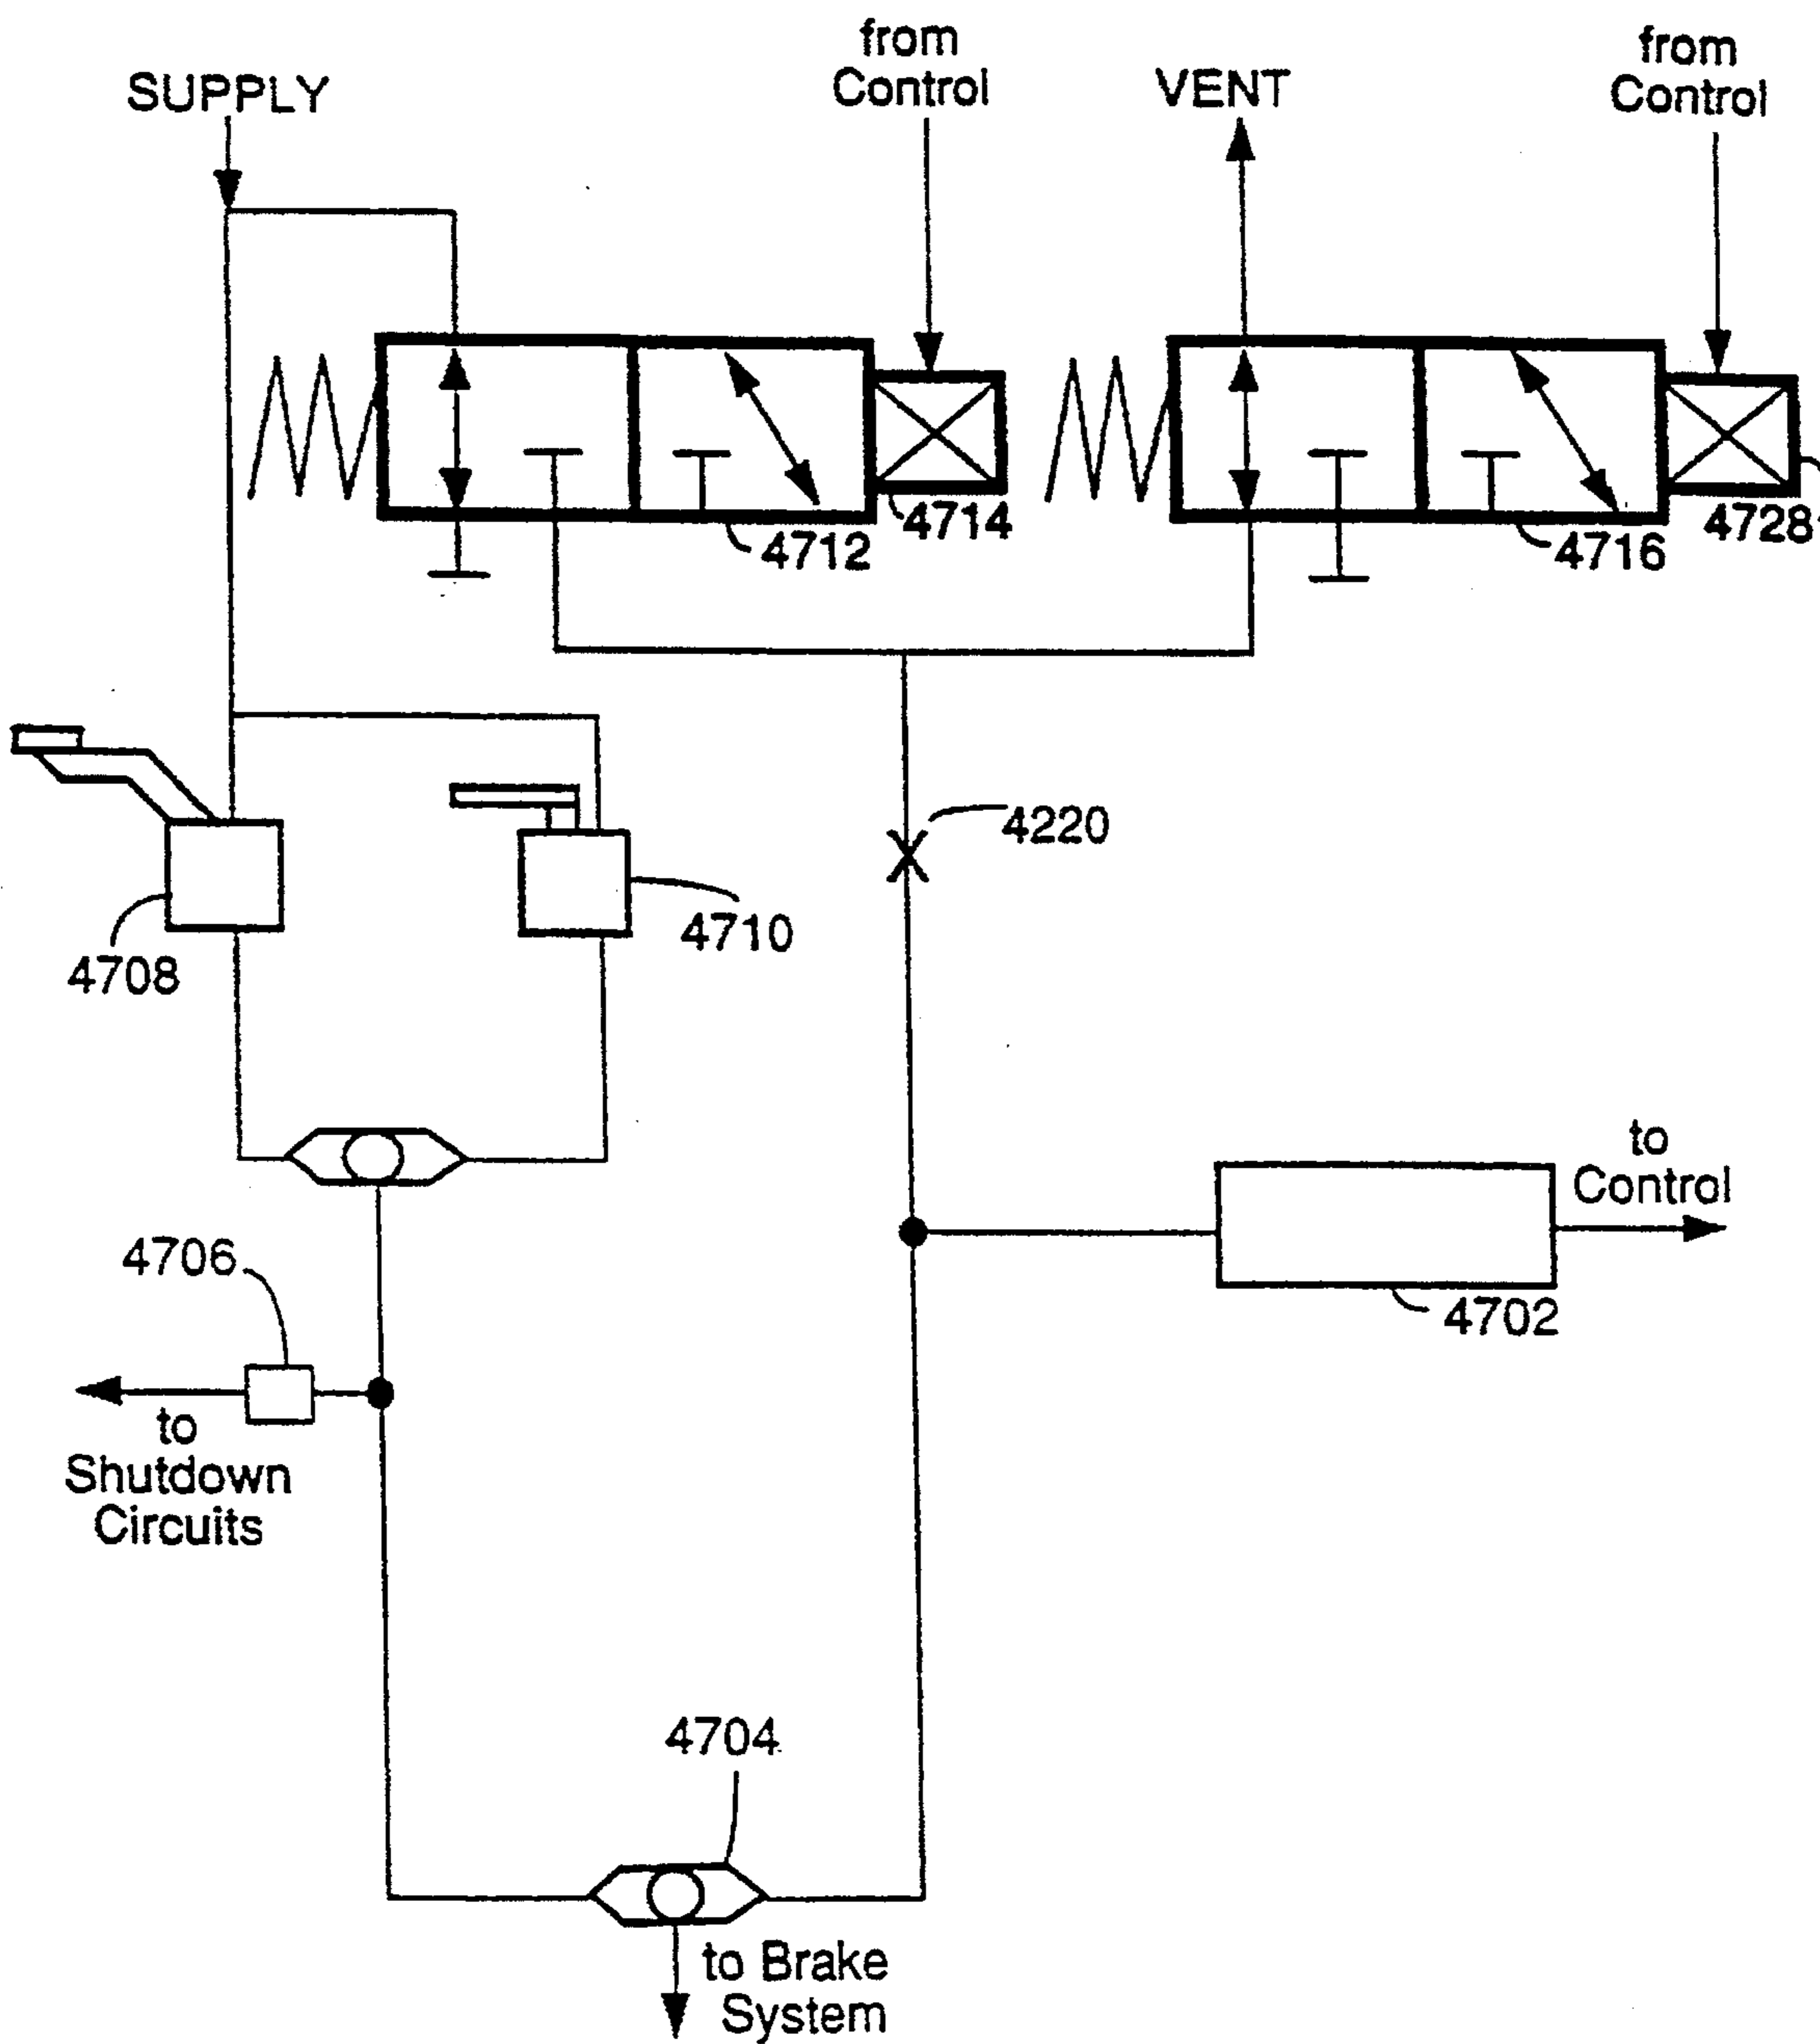 SUPPLY
from
Control
VENT
from
Control
4714
4712
4728
4716
4220
4708
4710
4706
to
Control
4702
to
Shutdown
Circuits
4704
to Brake
System